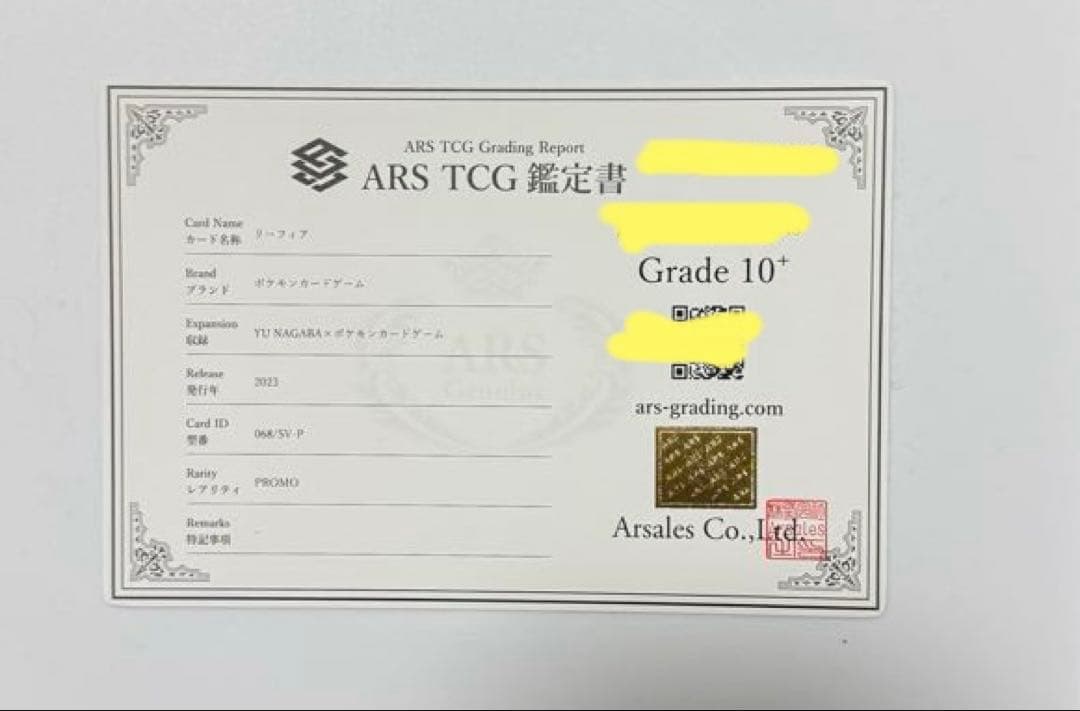 ARS TCG Grading Report
ARS TCG 鑑定書
Card Name
カード名称 リーフィア
Brand
ブランド ポケモンカードゲーム
Expansion
収録 YU NAGABA×ポケモンカードゲーム
Release
発行年 2023
Card ID
型番 068/SV-P
Rarity
レアリティ PROMO
Remarks
特記事項 -
ARS
Genuine
Grade 10+
ars-grading.com
Arsales Co.,Ltd.
Arsales